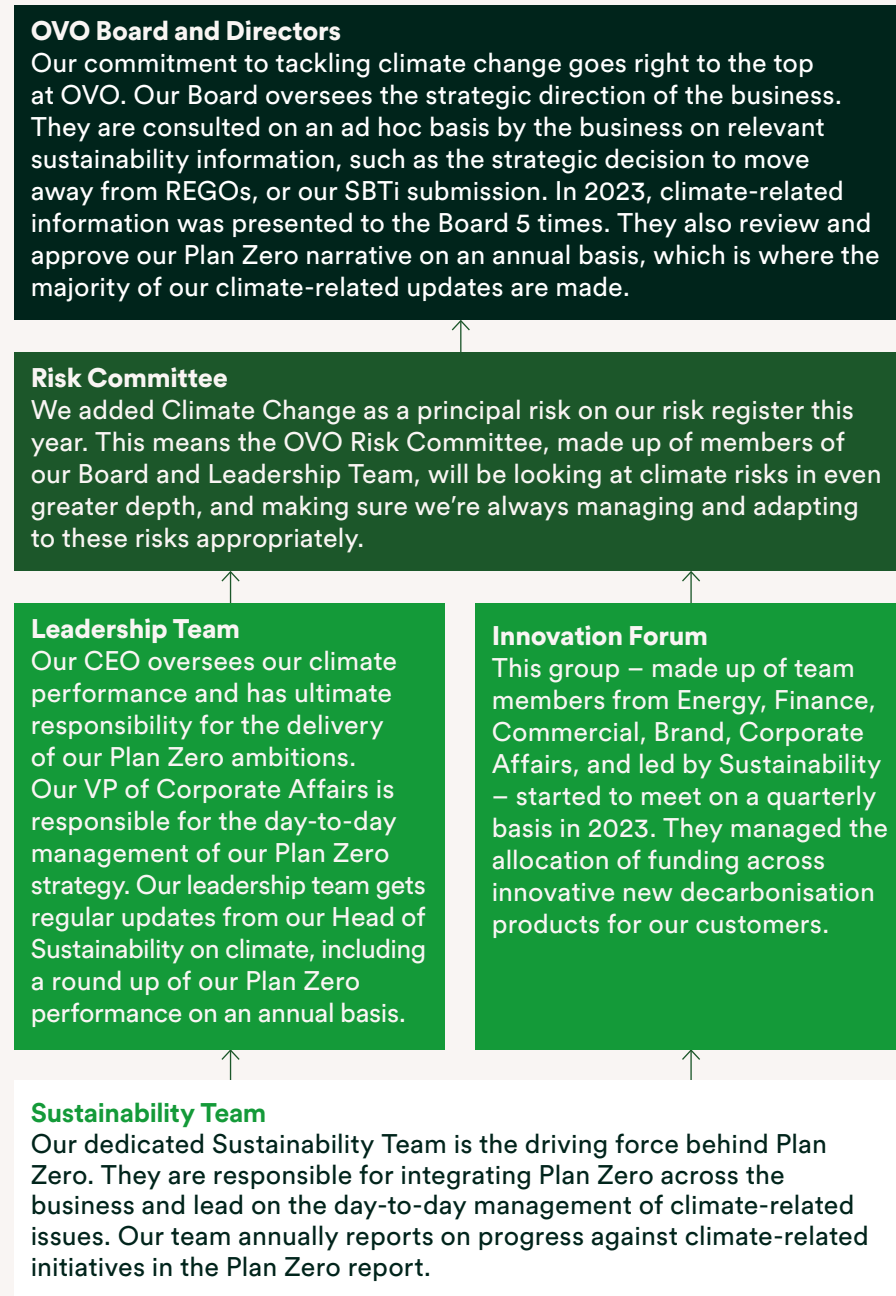 OVO Board and Directors
Our commitment to tackling climate change goes right to the top
at OVO. Our Board oversees the strategic direction of the business.
They are consulted on an ad hoc basis by the business on relevant
sustainability information, such as the strategic decision to move
away from REGOs, or our SBTi submission. In 2023, climate-related
information was presented to the Board 5 times. They also review and
approve our Plan Zero narrative on an annual basis, which is where the
majority of our climate-related updates are made.
Risk Committee
We added Climate Change as a principal risk on our risk register this
year. This means the OVO Risk Committee, made up of members of
our Board and Leadership Team, will be looking at climate risks in even
greater depth, and making sure we’re always managing and adapting
to these risks appropriately.
Leadership Team
Our CEO oversees our climate
performance and has ultimate
responsibility for the delivery
of our Plan Zero ambitions.
Our VP of Corporate Affairs is
responsible for the day-to-day
management of our Plan Zero
strategy. Our leadership team gets
regular updates from our Head of
Sustainability on climate, including
a round up of our Plan Zero
performance on an annual basis.
Innovation Forum
This group – made up of team
members from Energy, Finance,
Commercial, Brand, Corporate
Affairs, and led by Sustainability
– started to meet on a quarterly
basis in 2023. They managed the
allocation of funding across
innovative new decarbonisation
products for our customers.
Sustainability Team
Our dedicated Sustainability Team is the driving force behind Plan
Zero. They are responsible for integrating Plan Zero across the
business and lead on the day-to-day management of climate-related
issues. Our team annually reports on progress against climate-related
initiatives in the Plan Zero report.